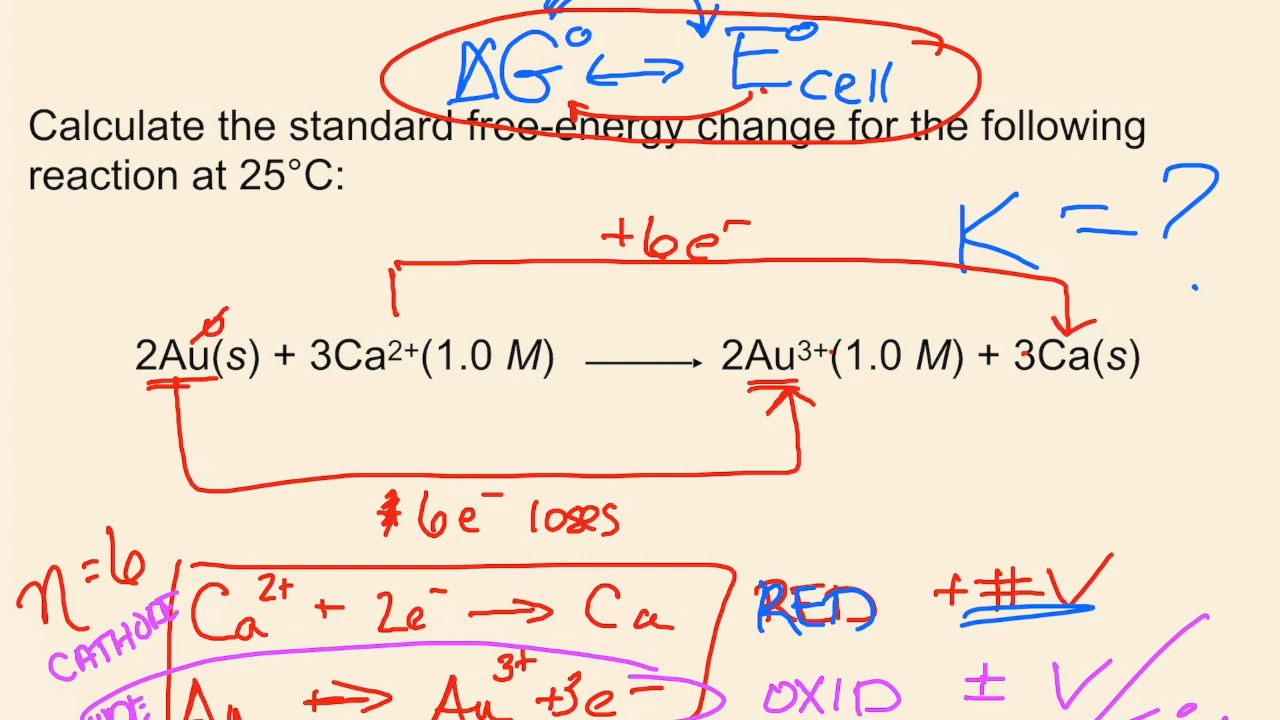 ΔG° ↔ E°cell
Calculate the standard free-energy change for the following
reaction at 25°C:
K = ?
+6e⁻
2Au(s) + 3Ca²⁺(1.0 M) → 2Au³⁺(1.0 M) + 3Ca(s)
6e⁻ loses
n=6
Ca²⁺ + 2e⁻ → Ca RED + # V
CATHODE
Au ↔ Au³⁺ +3e⁻ OXID ± V